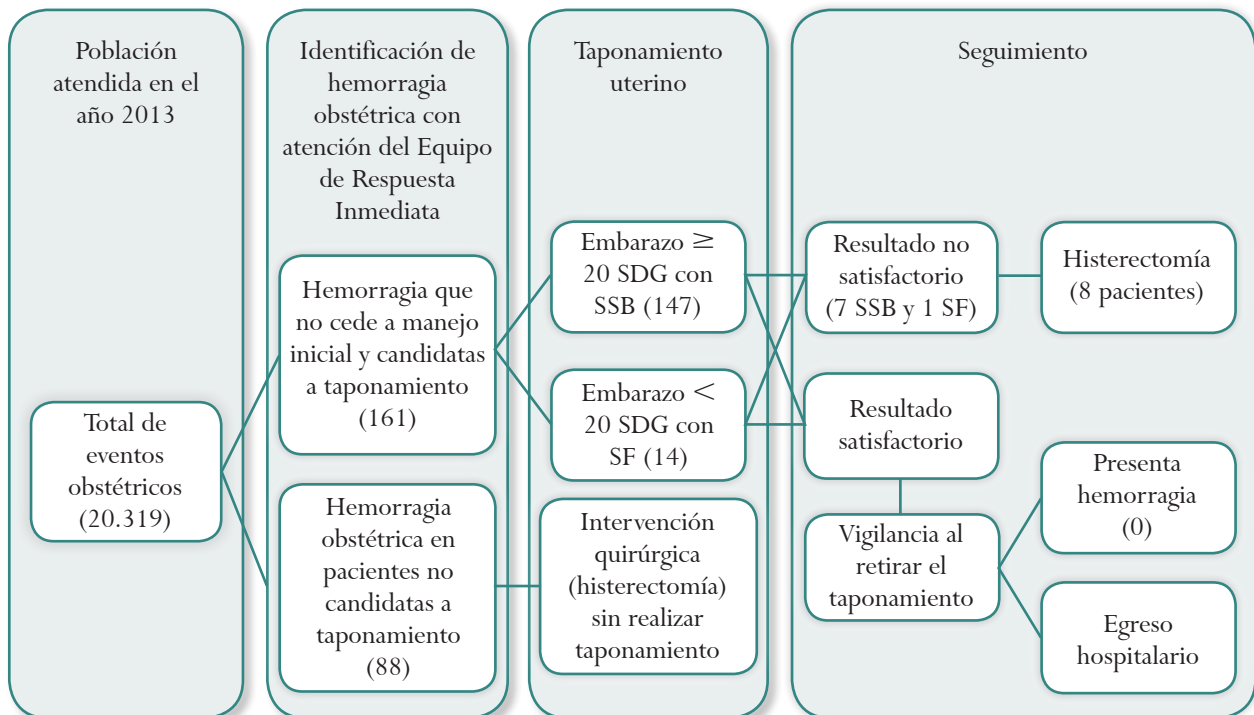 Población
atendida en el
año 2013
Total de
eventos
obstétricos
(20.319)
Identificación de
hemorragia
obstétrica con
atención del Equipo
de Respuesta
Inmediata
Hemorragia que
no cede a manejo
inicial y candidatas
a taponamiento
(161)
Hemorragia
obstétrica en
pacientes no
candidatas a
taponamiento
(88)
Taponamiento
uterino
Embarazo ≥
20 SDG con
SSB (147)
Embarazo <
20 SDG con
SF (14)
Intervención
quirúrgica
(histerectomía)
sin realizar
taponamiento
Seguimiento
Resultado no
satisfactorio
(7 SSB y 1 SF)
Histerectomía
(8 pacientes)
Resultado
satisfactorio
Vigilancia al
retirar el
taponamiento
Presenta
hemorragia
(0)
Egreso
hospitalario